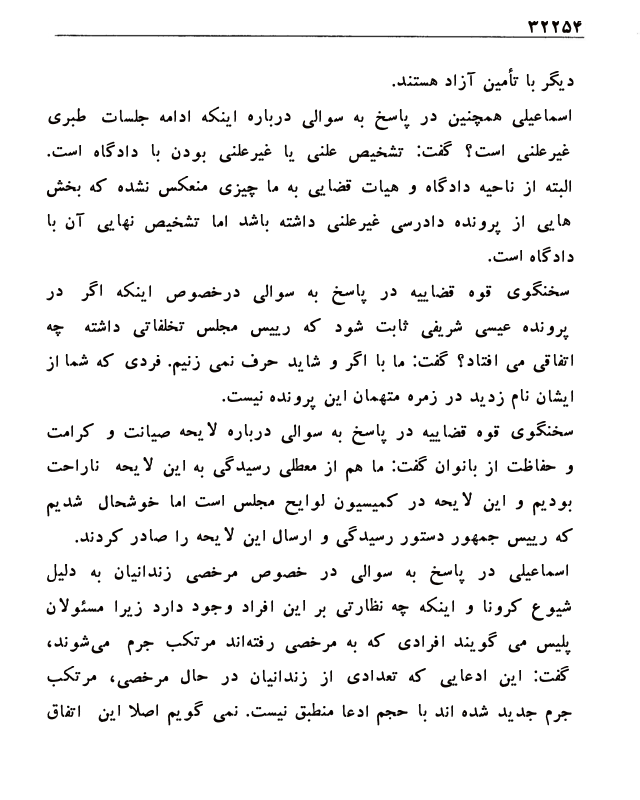 ۳۲۲۵۴
دیگر با تأمین آزاد هستند.
اسماعیلی همچنین در پاسخ به سوالی درباره اینکه ادامه جلسات طبری
غیرعلنی است؟ گفت: تشخیص علنی یا غیرعلنی بودن با دادگاه است.
البته از ناحیه دادگاه و هیات قضایی به ما چیزی منعکس نشده که بخش
هایی از پرونده دادرسی غیرعلنی داشته باشد اما تشخیص نهایی آن با
دادگاه است.
سخنگوی قوه قضاییه در پاسخ به سوالی درخصوص اینکه اگر در
پرونده عیسی شریفی ثابت شود که رییس مجلس تخلفاتی داشته چه
اتفاقی می افتاد؟ گفت: ما با اگر و شاید حرف نمی زنیم. فردی که شما از
ایشان نام زدید در زمره متهمان این پرونده نیست.
سخنگوی قوه قضاییه در پاسخ به سوالی درباره لایحه صیانت و کرامت
و حفاظت از بانوان گفت: ما هم از معطلی رسیدگی به این لایحه ناراحت
بودیم و این لایحه در کمیسیون لوایح مجلس است اما خوشحال شدیم
که رییس جمهور دستور رسیدگی و ارسال این لایحه را صادر کردند.
اسماعیلی در پاسخ به سوالی در خصوص مرخصی زندانیان به دلیل
شیوع کرونا و اینکه چه نظارتی بر این افراد وجود دارد زیرا مسئولان
پلیس می گویند افرادی که به مرخصی رفته‌اند مرتکب جرم می‌شوند،
گفت: این ادعایی که تعدادی از زندانیان در حال مرخصی، مرتکب
جرم جدید شده اند با حجم ادعا منطبق نیست. نمی گویم اصلا این اتفاق